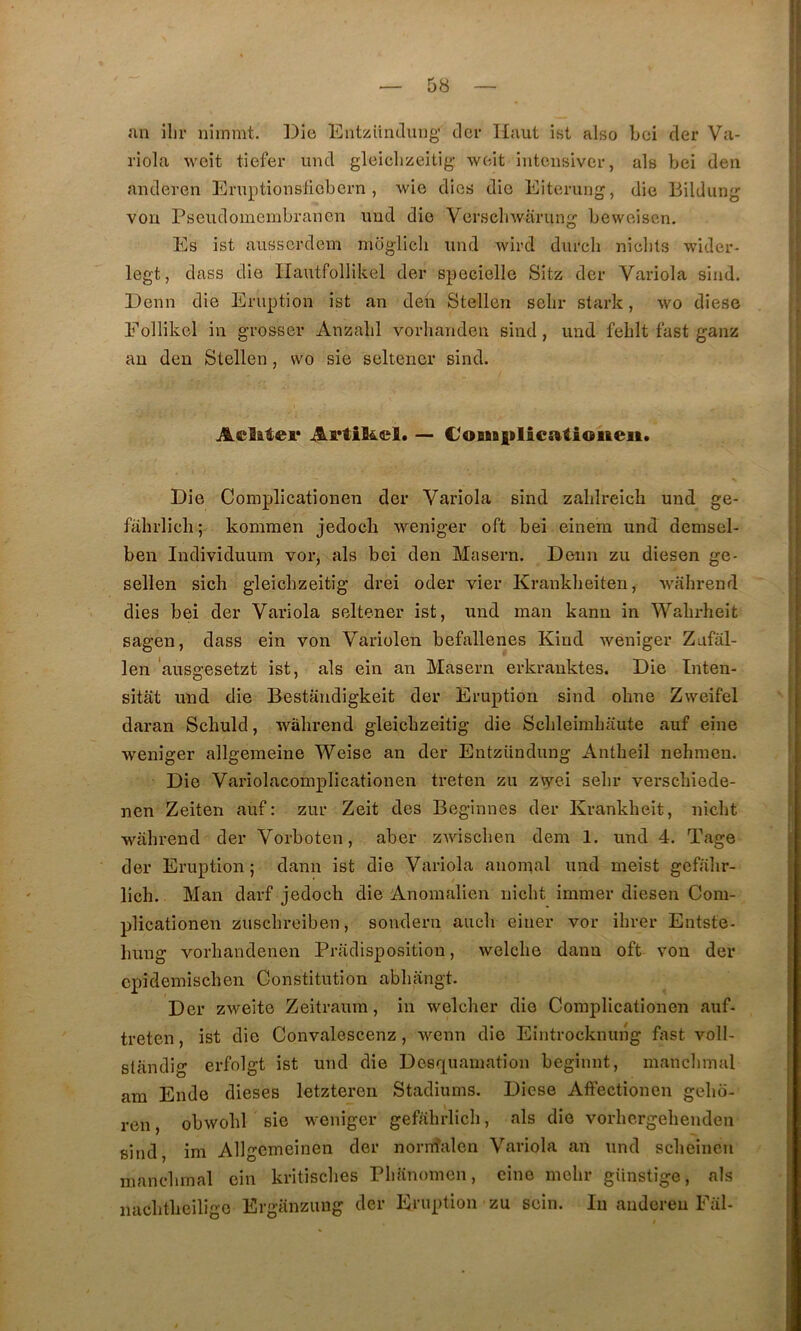 — 58 —
an ihr nimmt. Die Entzündung der Haut ist also bei der Va-
riola weit tiefer und gleichzeitig weit intensiver, als bei den
anderen Eruptionsfiebern, wie dies die Eiterung, die Bildung
von Pseudomembranen und die Verschwärung beweisen.
Es ist ausserdem möglich und wird durch nichts wider-
legt, dass die Hautfollikel der specielle Sitz der Variola sind.
Denn die Eruption ist an den Stellen sehr stark, wo diese
Follikel in grosser Anzahl vorhanden sind, und fehlt fast ganz
an den Stellen, wo sie seltener sind.
Achter Artikel. — Complicationen.
Die Complicationen der Variola sind zahlreich und ge-
fährlich; kommen jedoch weniger oft bei einem und demsel-
ben Individuum vor, als bei den Masern. Denn zu diesen ge-
sellen sich gleichzeitig drei oder vier Krankheiten, während
dies bei der Variola seltener ist, und man kann in Wahrheit
sagen, dass ein von Variolen befallenes Kind weniger Zufäl-
len ausgesetzt ist, als ein an Masern erkranktes. Die Inten-
sität und die Beständigkeit der Eruption sind ohne Zweifel
daran Schuld, während gleichzeitig die Schleimhäute auf eine
weniger allgemeine Weise an der Entzündung Antheil nehmen.
Die Variolacomplicationen treten zu zwei sehr verschiede-
nen Zeiten auf: zur Zeit des Beginnes der Krankheit, nicht
während der Vorboten, aber zwischen dem 1. und 4. Tage
der Eruption; dann ist die Variola anomal und meist gefähr-
lich. Man darf jedoch die Anomalien nicht immer diesen Com-
plicationen zuschreiben, sondern auch einer vor ihrer Entste-
hung vorhandenen Prädisposition, welche dann oft von der
epidemischen Constitution abhängt.
Der zweite Zeitraum, in welcher die Complicationen auf-
treten, ist die Convalescenz, wenn die Eintrocknung fast voll-
ständig erfolgt ist und die Desquamation beginnt, manchmal
am Ende dieses letzteren Stadiums. Diese Affectionen gehö-
ren, obwohl sie weniger gefährlich, als die vorhergehenden
sind, im Allgemeinen der normalen Variola an und scheinen
manchmal ein kritisches Phänomen, eine mehr günstige, als
nachtheilige Ergänzung der Eruption zu sein. In anderen Fäl-